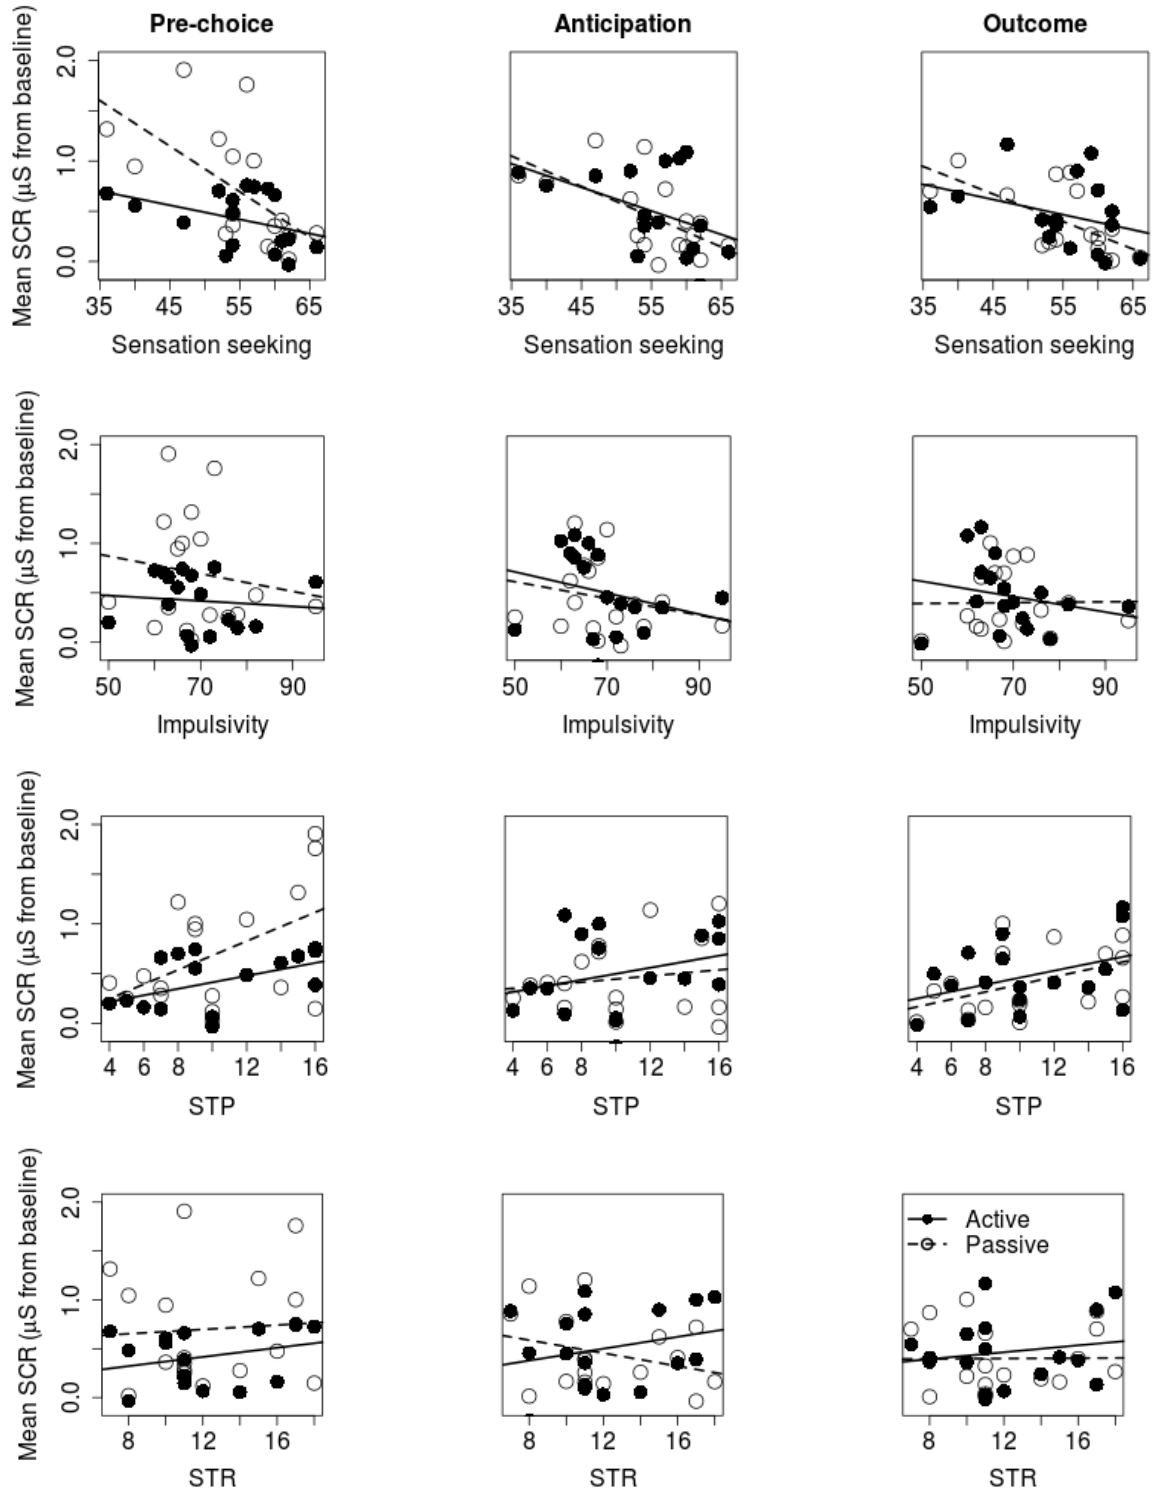 Pre-choice Anticipation Outcome
Mean SCR (µS from baseline)
2.0
1.0
0.0
35 45 55 65 35 45 55 65 35 45 55 65
Sensation seeking Sensation seeking Sensation seeking
Mean SCR (µS from baseline)
2.0
1.0
0.0
50 70 90 50 70 90 50 70 90
Impulsivity Impulsivity Impulsivity
Mean SCR (µS from baseline)
2.0
1.0
0.0
4 6 8 12 16 4 6 8 12 16 4 6 8 12 16
STP STP STP
Mean SCR (µS from baseline)
2.0
1.0
0.0
Active
Passive
8 12 16 8 12 16 8 12 16
STR STR STR